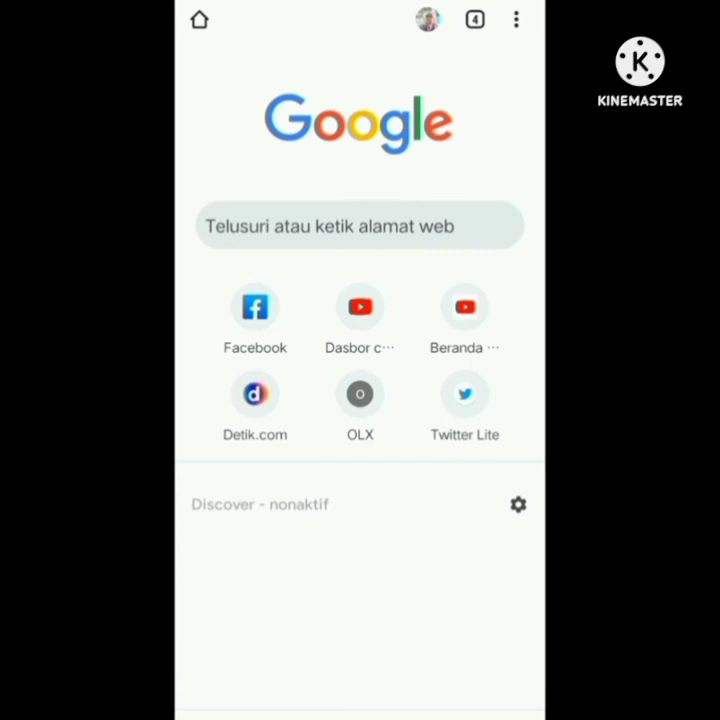 4
K
KINEMASTER
Google
Telusuri atau ketik alamat web
Facebook
Dasbor c···
Beranda ···
d
O
Detik.com
OLX
Twitter Lite
Discover - nonaktif